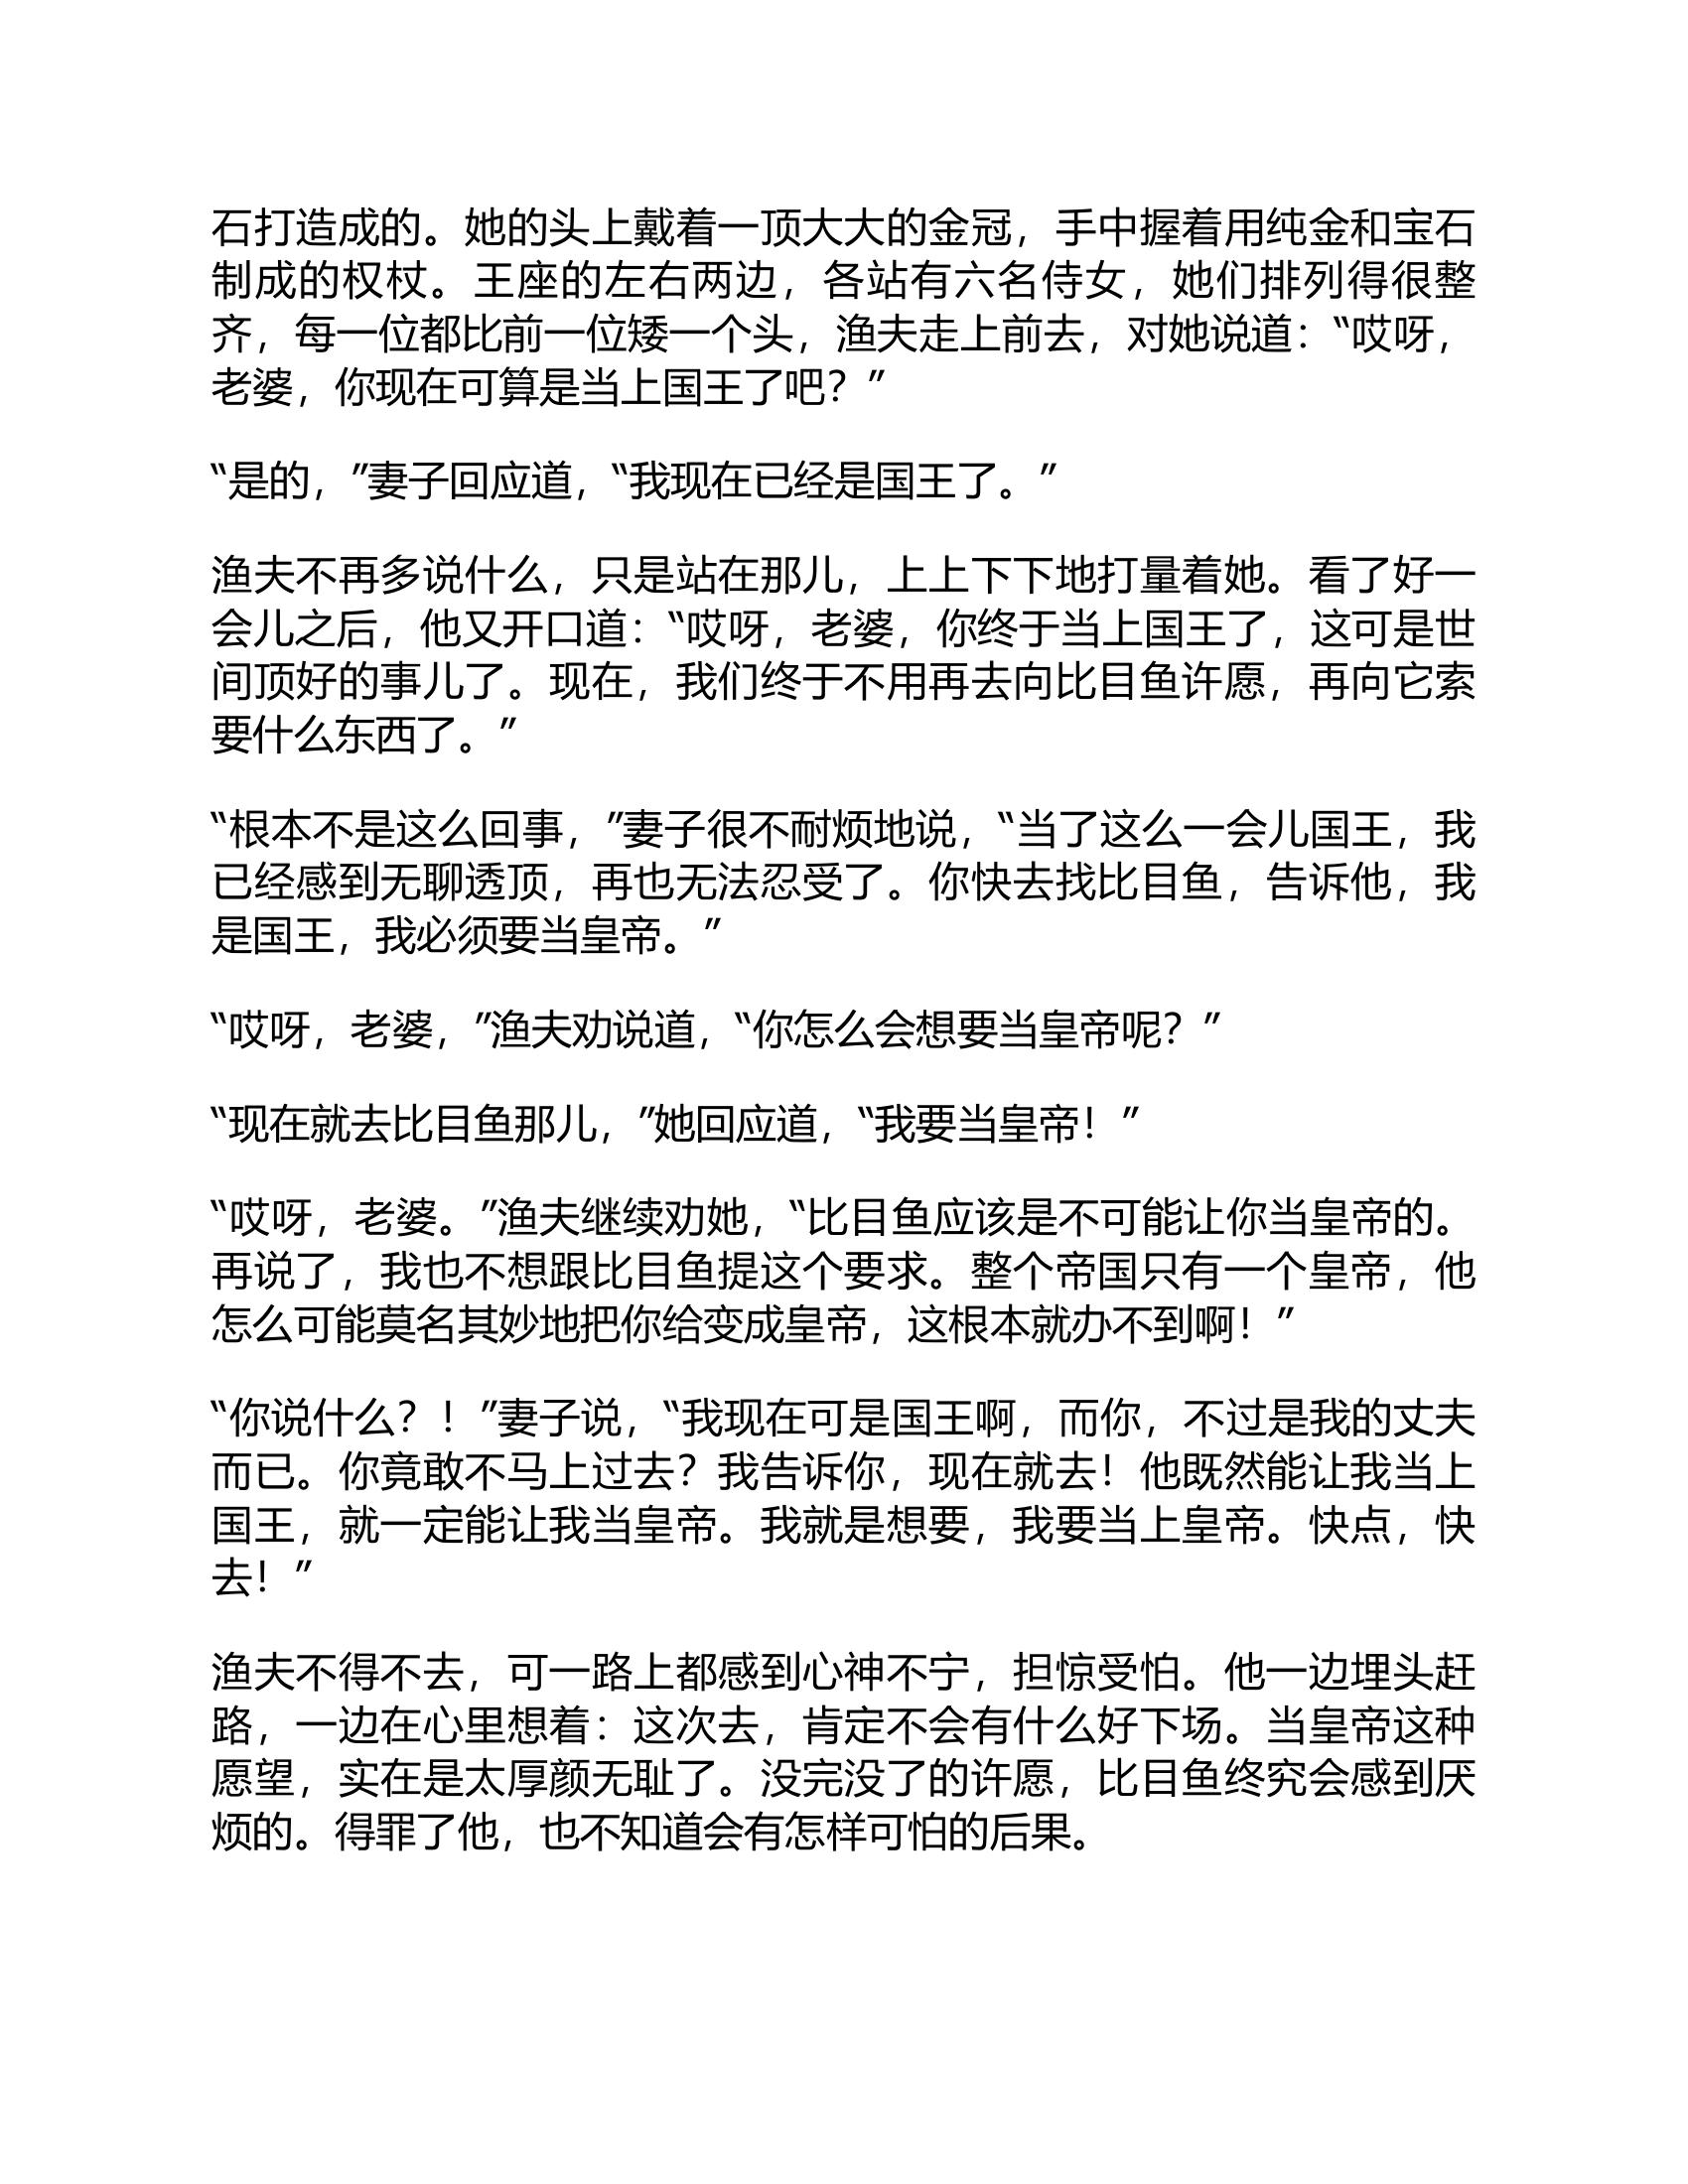 石打造成的。她的头上戴着一顶大大的金冠，手中握着用纯金和宝石
制成的权杖。王座的左右两边，各站有六名侍女，她们排列得很整
齐，每一位都比前一位矮一个头，渔夫走上前去，对她说道：“哎呀，
老婆，你现在可算是当上国王了吧？”
“是的，”妻子回应道，“我现在已经是国王了。”
渔夫不再多说什么，只是站在那儿，上上下下地打量着她。看了好一
会儿之后，他又开口道：“哎呀，老婆，你终于当上国王了，这可是世
间顶好的事儿了。现在，我们终于不用再去向比目鱼许愿，再向它索
要什么东西了。”
“根本不是这么回事，”妻子很不耐烦地说，“当了这么一会儿国王，我
已经感到无聊透顶，再也无法忍受了。你快去找比目鱼，告诉他，我
是国王，我必须要当皇帝。”
“哎呀，老婆，”渔夫劝说道，“你怎么会想要当皇帝呢？”
“现在就去比目鱼那儿，”她回应道，“我要当皇帝！”
“哎呀，老婆。”渔夫继续劝她，“比目鱼应该是不可能让你当皇帝的。
再说了，我也不想跟比目鱼提这个要求。整个帝国只有一个皇帝，他
怎么可能莫名其妙地把你给变成皇帝，这根本就办不到啊！”
“你说什么？！”妻子说，“我现在可是国王啊，而你，不过是我的丈夫
而已。你竟敢不马上过去？我告诉你，现在就去！他既然能让我当上
国王，就一定能让我当皇帝。我就是想要，我要当上皇帝。快点，快
去！”
渔夫不得不去，可一路上都感到心神不宁，担惊受怕。他一边埋头赶
路，一边在心里想着：这次去，肯定不会有什么好下场。当皇帝这种
愿望，实在是太厚颜无耻了。没完没了的许愿，比目鱼终究会感到厌
烦的。得罪了他，也不知道会有怎样可怕的后果。